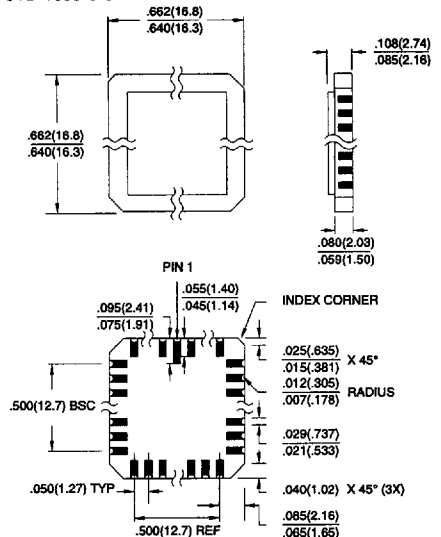 .662(16.8)
.640(16.3)
.108(2.74)
.085(2.16)
.662(16.8)
.640(16.3)
.080(2.03)
.059(1.50)
PIN 1
.055(1.40)
.045(1.14)
.095(2.41)
.075(1.91)
INDEX CORNER
.025(.635)
.015(.381)
X 45°
.012(.305)
.007(.178)
RADIUS
.500(12.7) BSC
.029(.737)
.021(.533)
.050(1.27) TYP
.040(1.02) X 45° (3X)
.500(12.7) REF
.085(2.16)
.065(1.65)